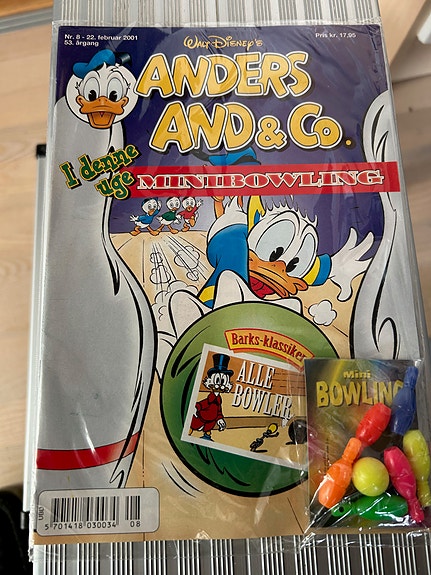 Nr. 8 - 22. februar 2001
53. årgang
Walt Disney's
Pris kr. 17,95
ANDERS
AND & Co.
I denne
uge
MINIBOWLING
Barks-klassiker
ALLE
BOWLER
Mini
BOWLING
5 701418 030034 08